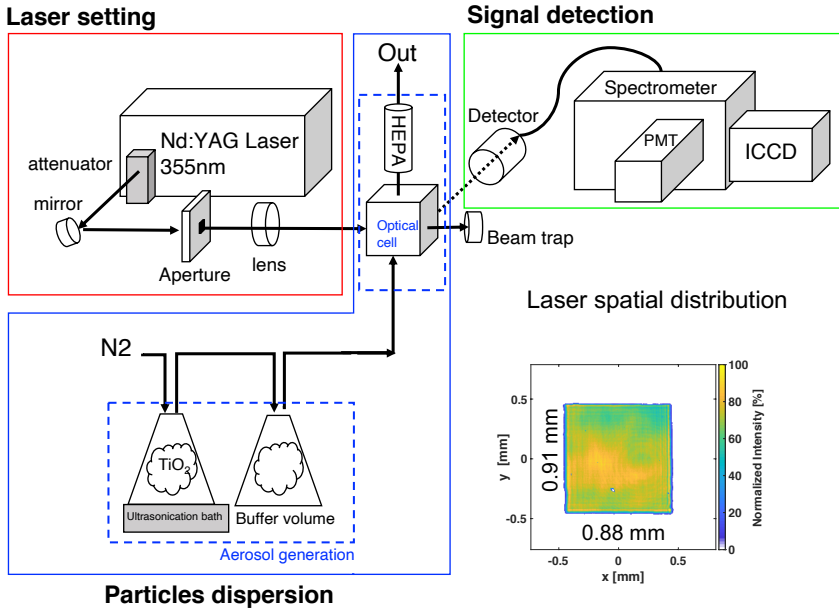 Laser setting
Signal detection
Nd:YAG Laser
355nm
attenuator
mirror
Aperture
lens
Out
HEPA
Optical
cell
Beam trap
Detector
Spectrometer
PMT
ICCD
N2
TiO2
Ultrasonication bath
Buffer volume
Aerosol generation
Particles dispersion
Laser spatial distribution
0.5
0
-0.5
y [mm]
0.91 mm
0.88 mm
-0.5
0
0.5
x [mm]
100
80
60
40
20
0
Normalized Intensity [%]